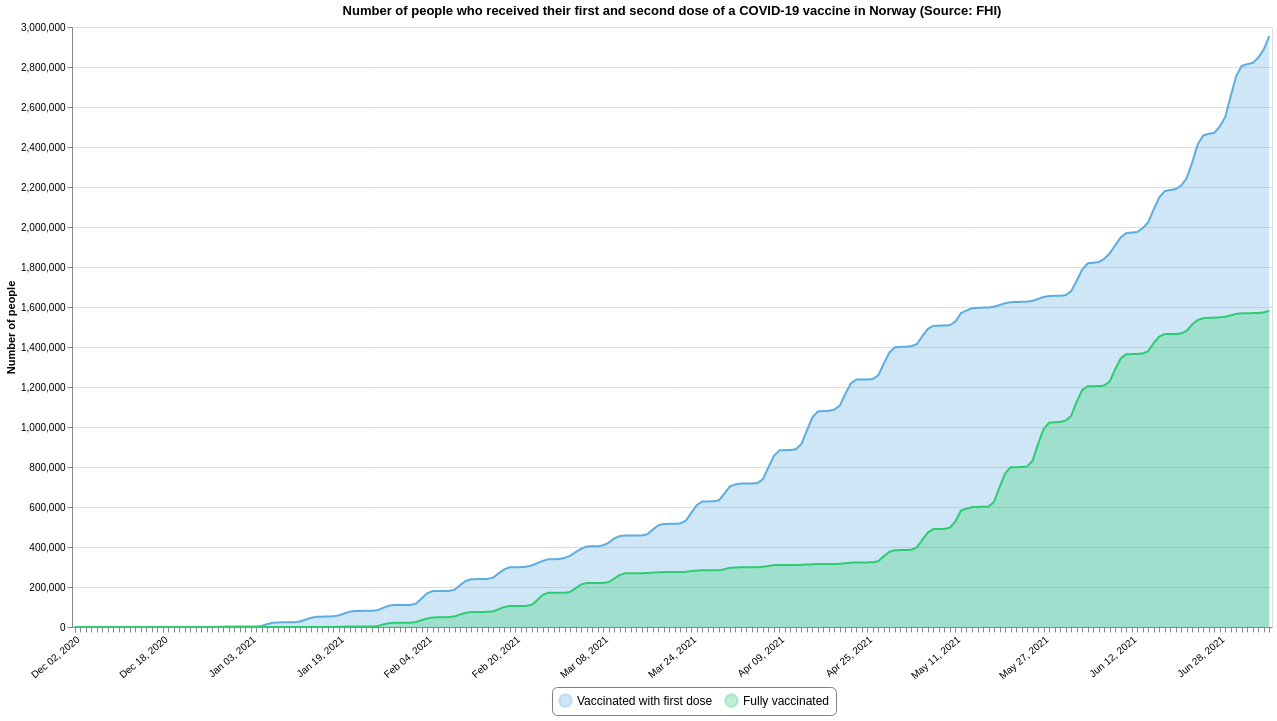 Number of people who received their first and second dose of a COVID-19 vaccine in Norway (Source: FHI)
Number of people
3,000,000
2,800,000
2,600,000
2,400,000
2,200,000
2,000,000
1,800,000
1,600,000
1,400,000
1,200,000
1,000,000
800,000
600,000
400,000
200,000
0
Dec 02, 2020
Dec 18, 2020
Jan 03, 2021
Jan 19, 2021
Feb 04, 2021
Feb 20, 2021
Mar 08, 2021
Mar 24, 2021
Apr 09, 2021
Apr 25, 2021
May 11, 2021
May 27, 2021
Jun 12, 2021
Jun 28, 2021
Vaccinated with first dose
Fully vaccinated